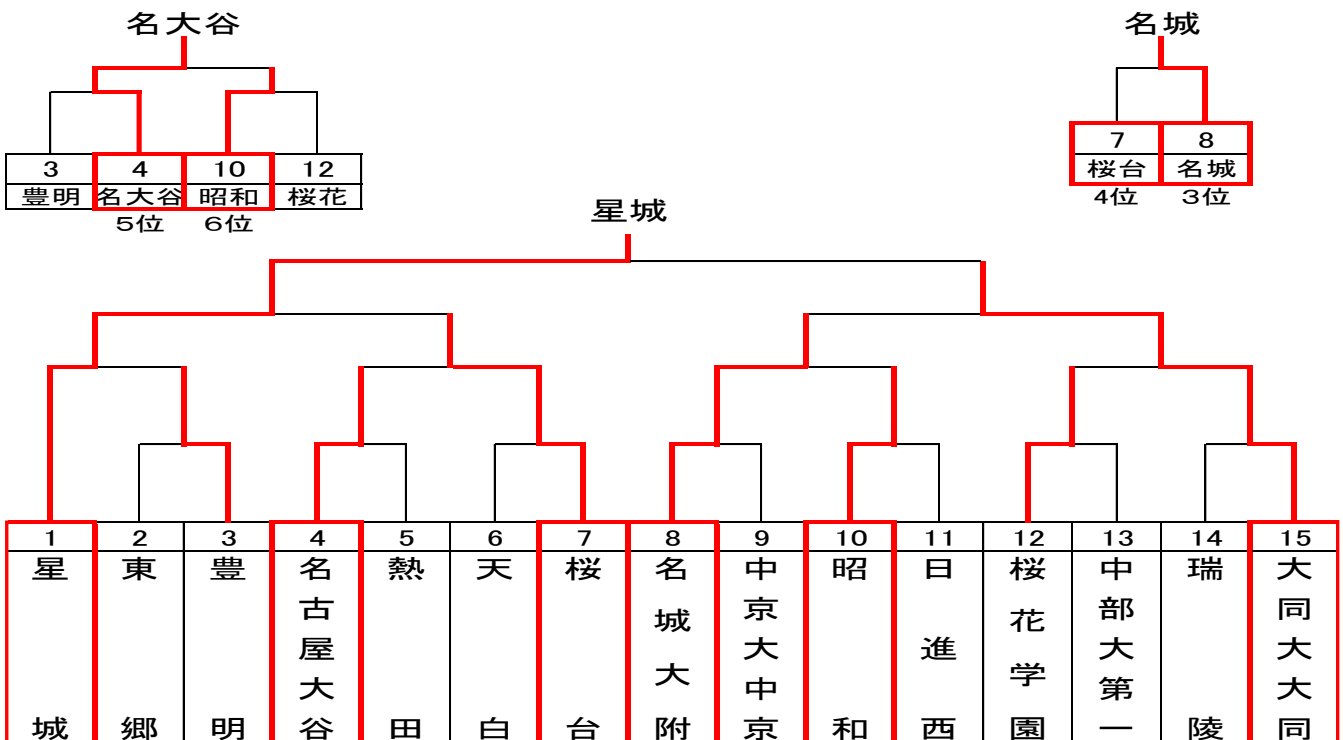 名大谷
名城
3 4 10 12
豊明 名大谷 昭和 桜花
5位 6位
7 8
桜台 名城
4位 3位
星城
1 2 3 4 5 6 7 8 9 10 11 12 13 14 15
星城
東郷
豊明
名古屋大谷
熱田
天白
桜台
名城大附
中京大中京
昭和
日進西
桜花学園
中部大第一
瑞陵
大同大大同